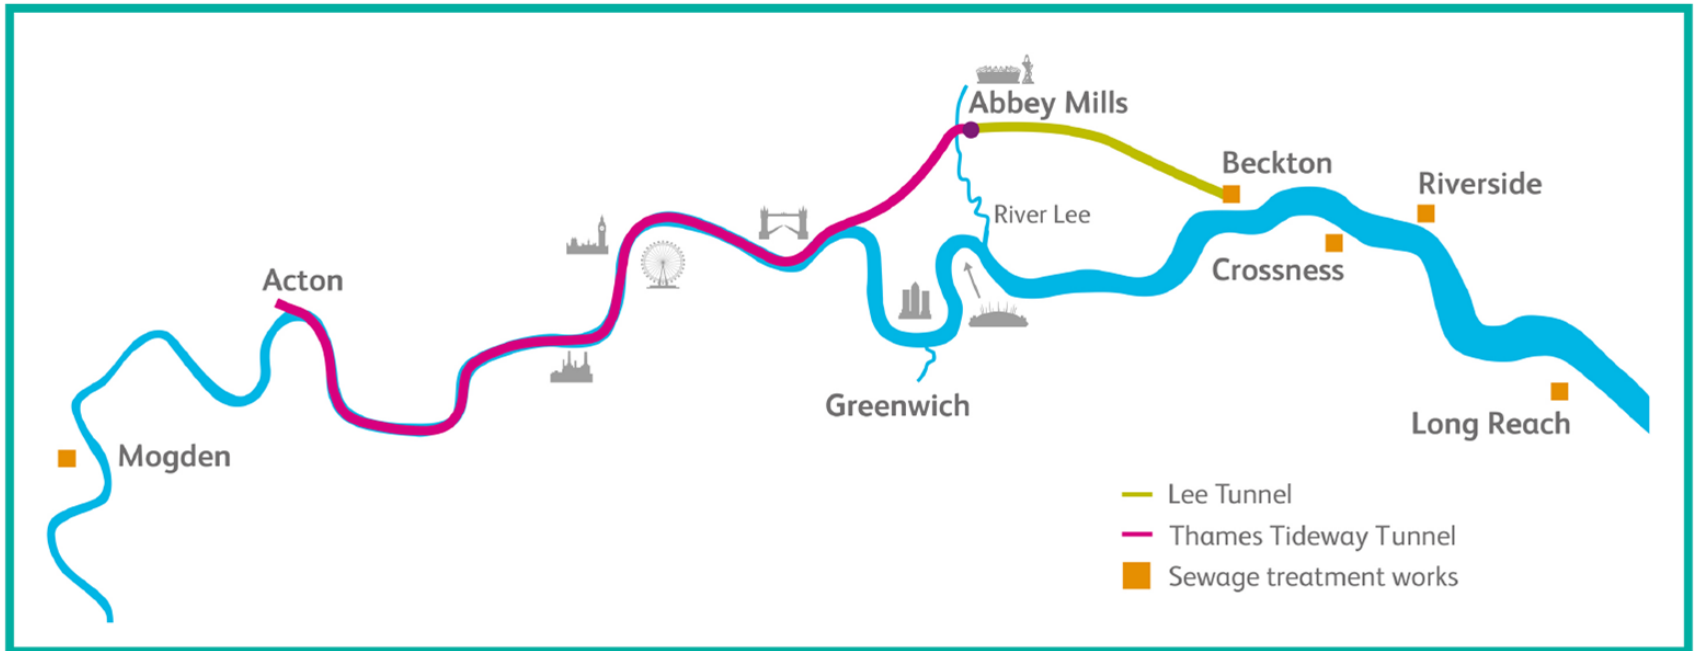 Abbey Mills
Beckton
Riverside
River Lee
Crossness
Acton
Greenwich
Long Reach
Mogden
Lee Tunnel
Thames Tideway Tunnel
Sewage treatment works